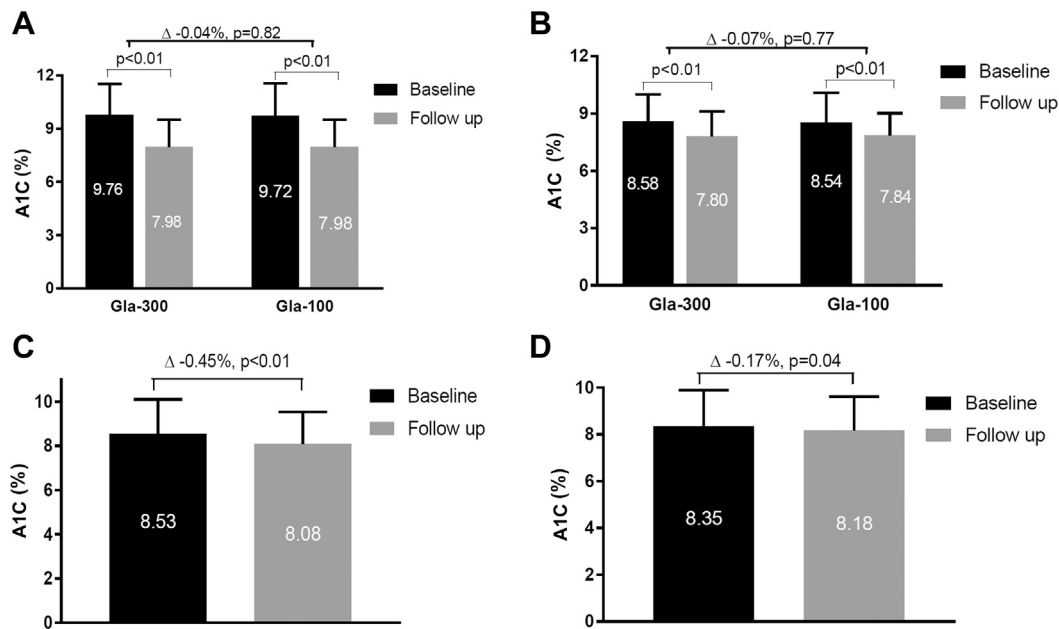 A
Δ -0.04%, p=0.82
p<0.01
p<0.01
Baseline
Follow up
A1C (%)
12
9
6
3
0
9.76
7.98
9.72
7.98
Gla-300
Gla-100
B
Δ -0.07%, p=0.77
p<0.01
p<0.01
Baseline
Follow up
A1C (%)
12
9
6
3
0
8.58
7.80
8.54
7.84
Gla-300
Gla-100
C
Δ -0.45%, p<0.01
Baseline
Follow up
A1C (%)
10
8
6
4
2
0
8.53
8.08
D
Δ -0.17%, p=0.04
Baseline
Follow up
A1C (%)
10
8
6
4
2
0
8.35
8.18